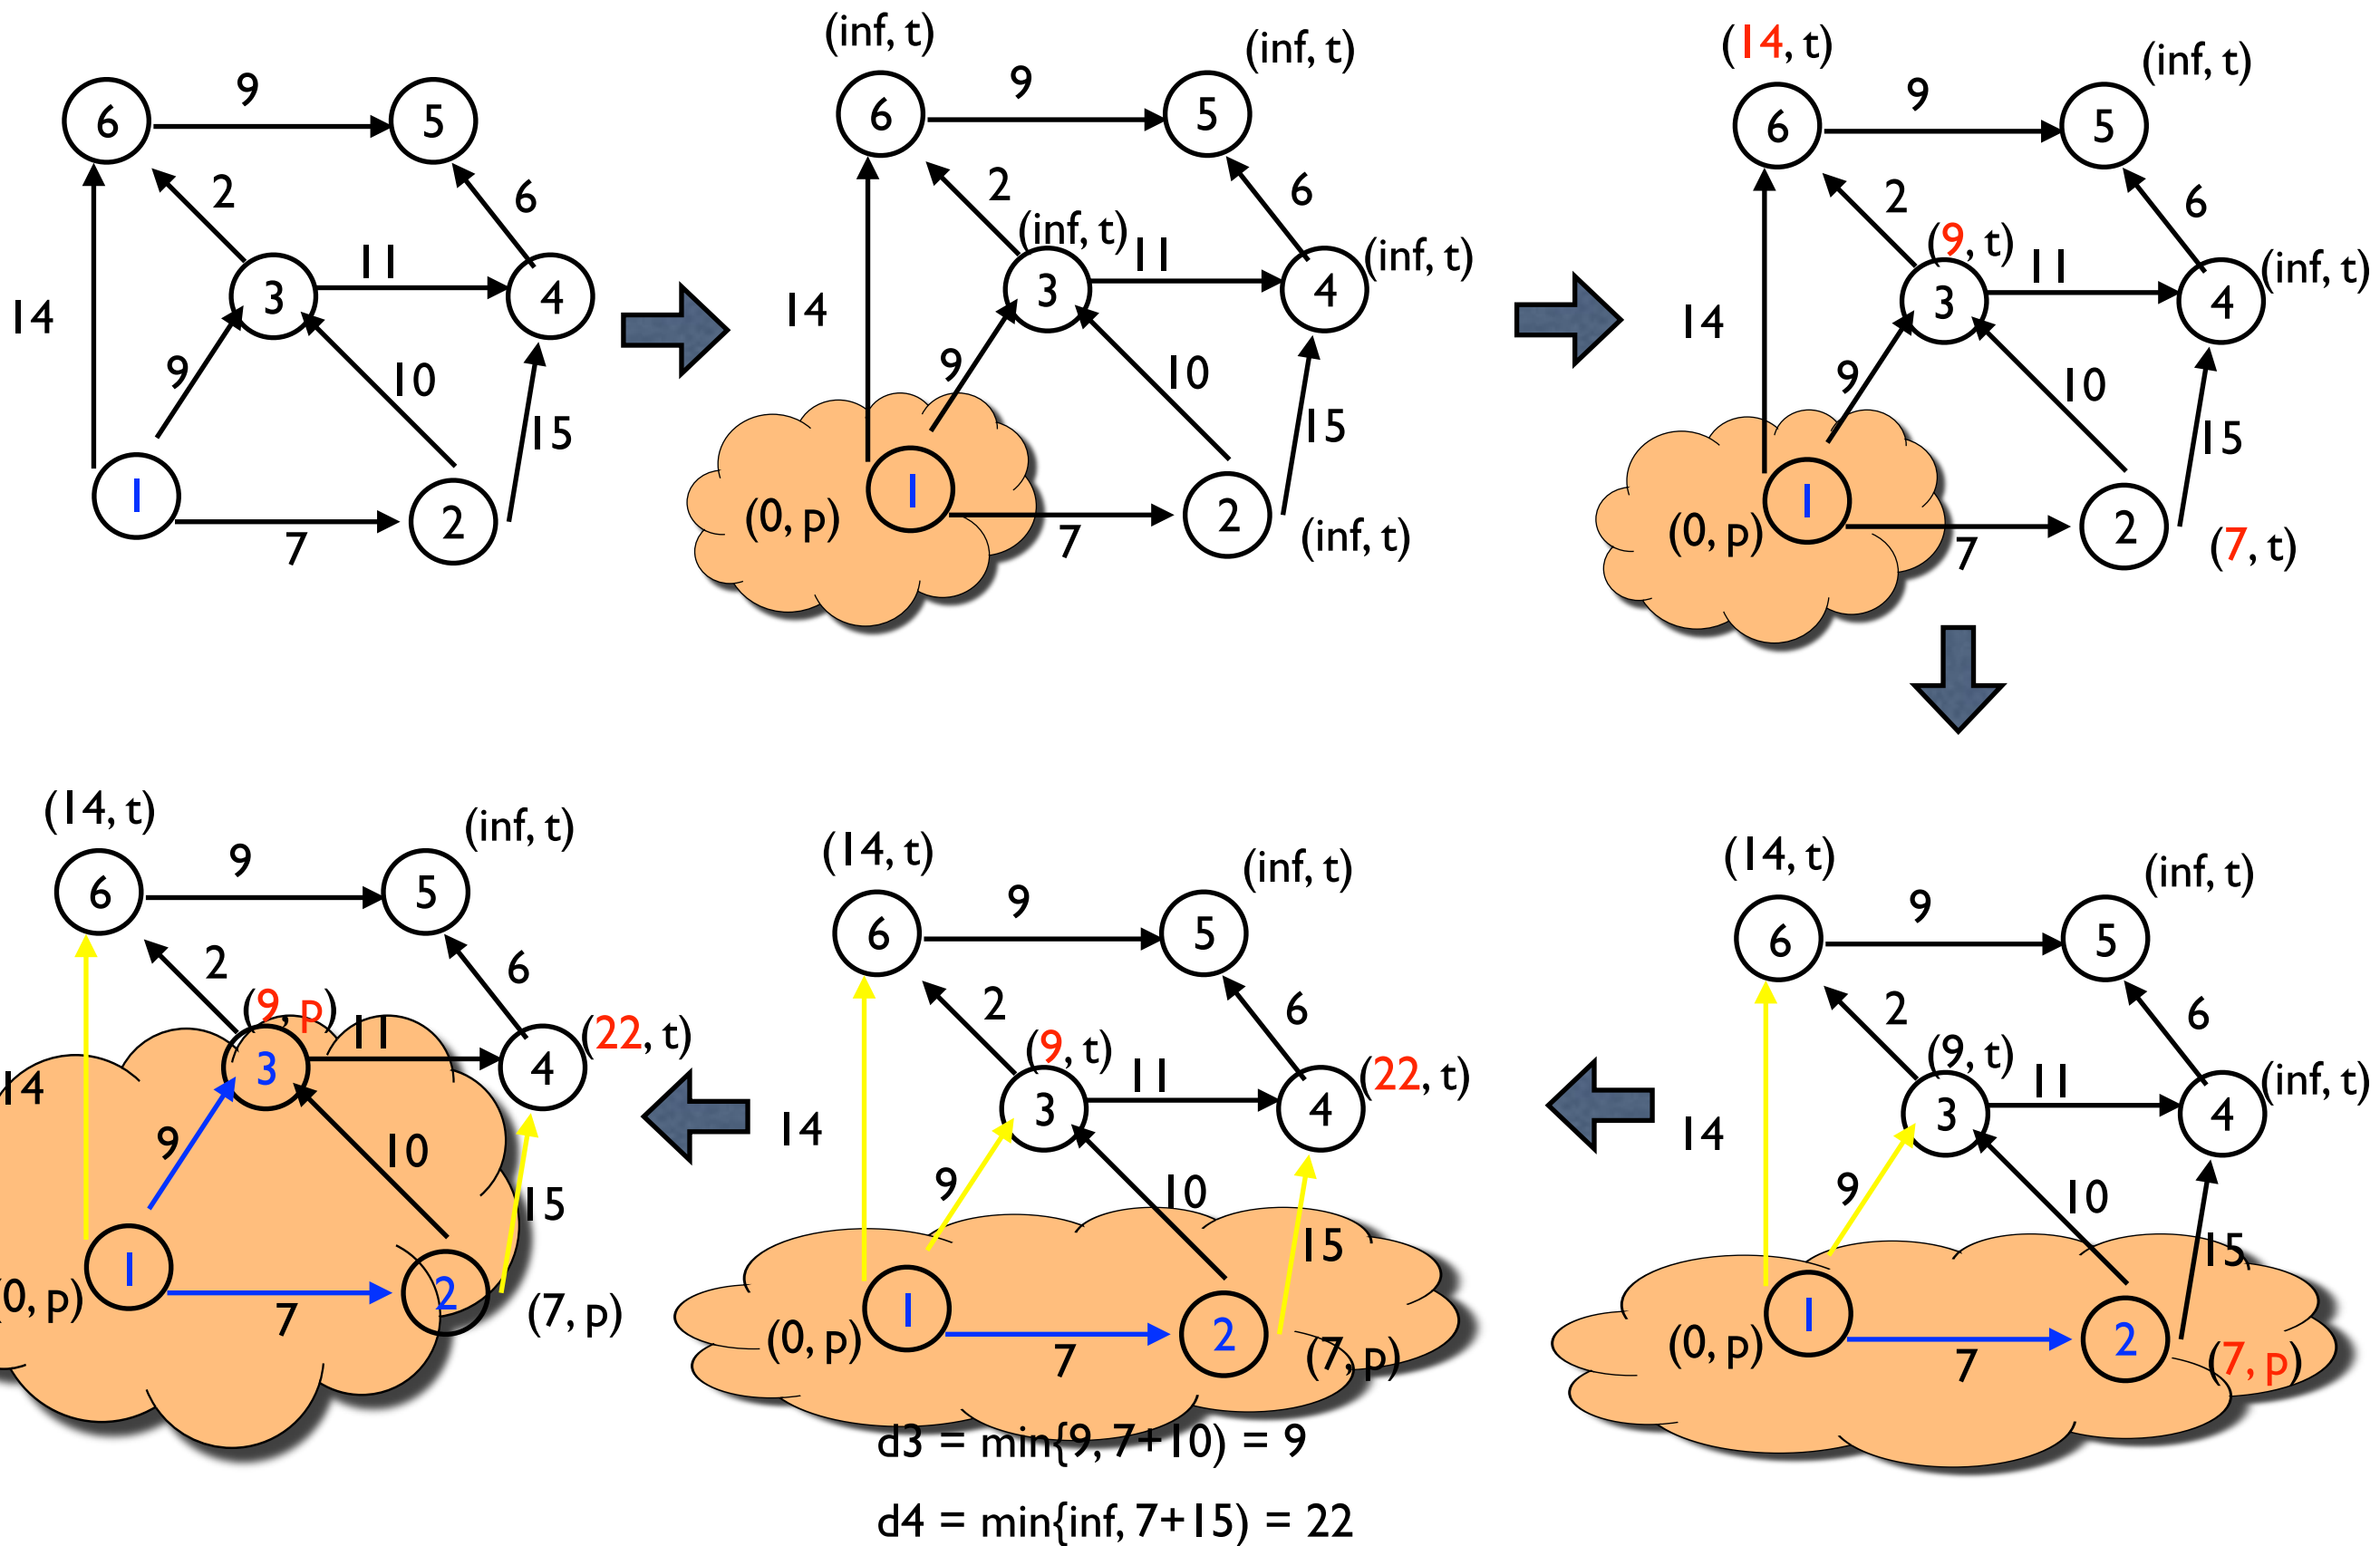 (inf, t)
(inf, t)
(14, t)
(inf, t)
6
9
5
6
9
5
6
9
5
2
6
2
6
2
6
(inf, t)
11
(inf, t)
(9, t)
11
(inf, t)
11
3
4
3
4
3
4
14
14
14
9
10
15
9
10
15
9
10
15
1
2
(0, p)
1
2
(0, p)
1
2
7
7
(inf, t)
7
(7, t)
(14, t)
(inf, t)
(14, t)
(inf, t)
(14, t)
(inf, t)
6
9
5
6
9
5
6
9
5
2
6
2
6
2
6
(9, p)
11
(22, t)
(9, t)
11
(22, t)
(9, t)
11
(inf, t)
3
4
3
4
3
4
14
14
14
9
10
15
9
10
15
9
10
15
1
2
1
2
1
2
0, p)
7
(7, p)
(0, p)
7
(7, p)
(0, p)
7
(7, p)
d3 = min{9, 7+10) = 9
d4 = min{inf, 7+15) = 22